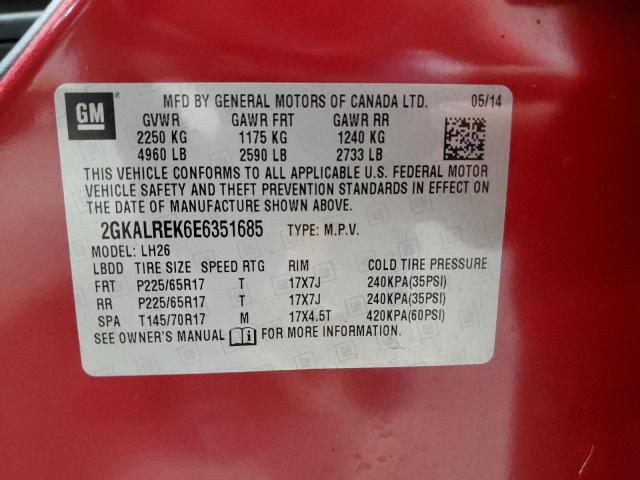 GM
MFD BY GENERAL MOTORS OF CANADA LTD. 05/14
GVWR GAWR FRT GAWR RR
2250 KG 1175 KG 1240 KG
4960 LB 2590 LB 2733 LB
THIS VEHICLE CONFORMS TO ALL APPLICABLE U.S. FEDERAL MOTOR
VEHICLE SAFETY AND THEFT PREVENTION STANDARDS IN EFFECT ON
THE DATE OF MANUFACTURE SHOWN ABOVE.
2GKALREK6E6351685 TYPE: M.P.V.
MODEL: LH26
LBDD TIRE SIZE SPEED RTG RIM COLD TIRE PRESSURE
FRT P225/65R17 T 17X7J 240KPA(35PSI)
RR P225/65R17 T 17X7J 240KPA(35PSI)
SPA T145/70R17 M 17X4.5T 420KPA(60PSI)
SEE OWNER'S MANUAL FOR MORE INFORMATION.